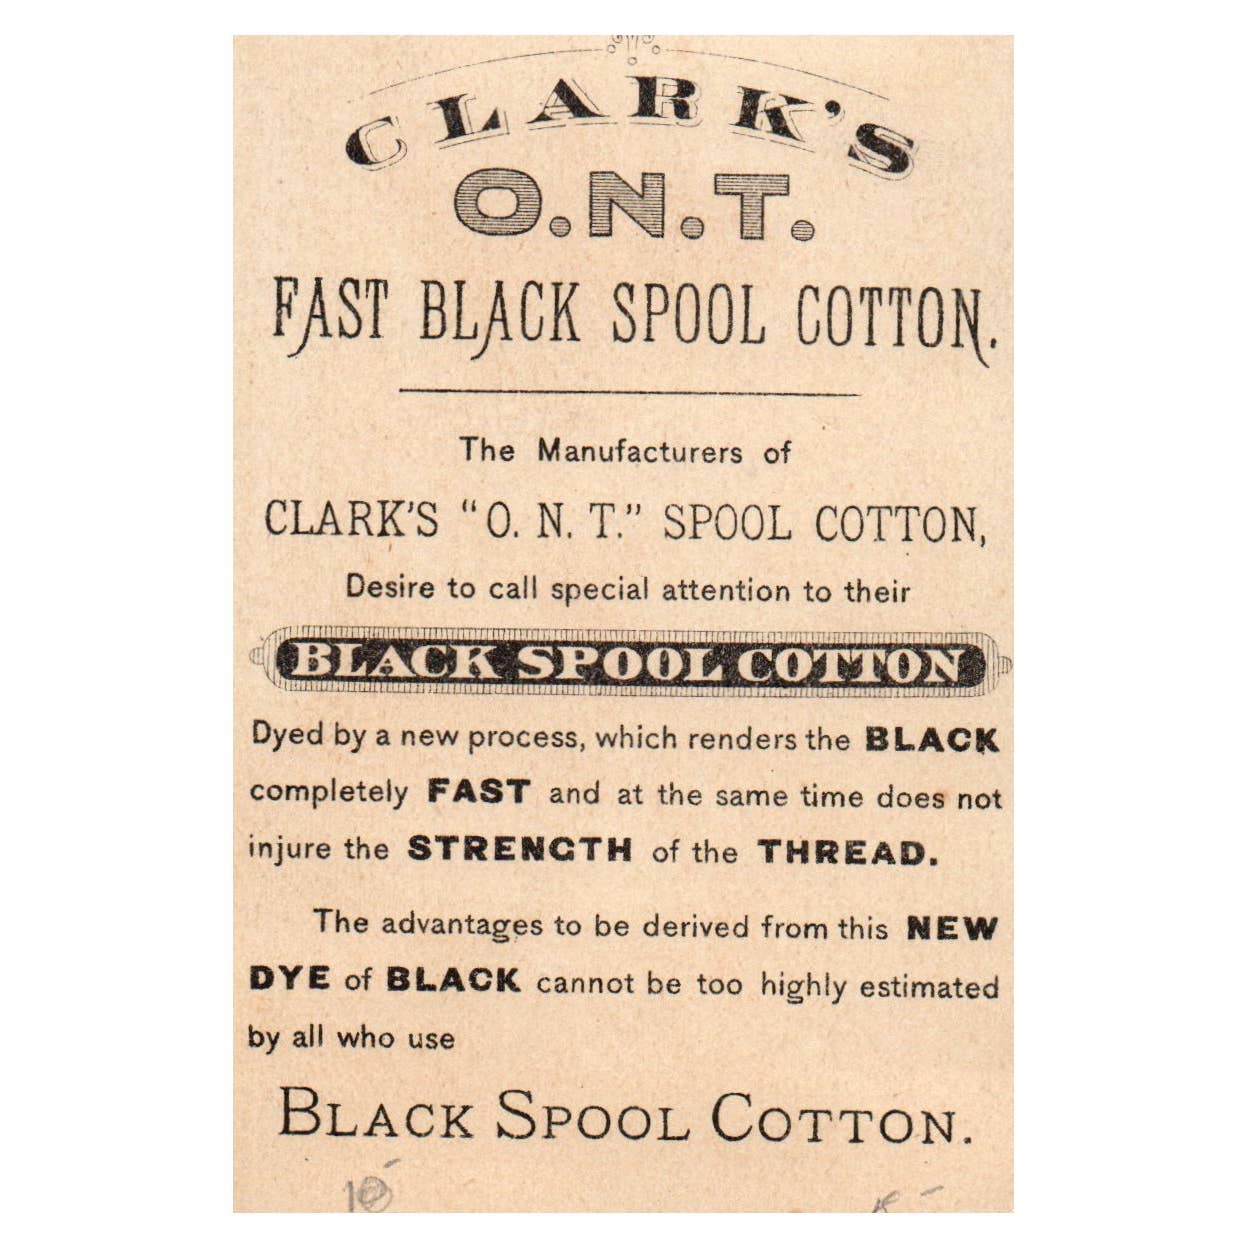 CLARK'S
O.N.T.
FAST BLACK SPOOL COTTON.
The Manufacturers of
CLARK'S "O. N. T." SPOOL COTTON,
Desire to call special attention to their
BLACK SPOOL COTTON
Dyed by a new process, which renders the BLACK
completely FAST and at the same time does not
injure the STRENGTH of the THREAD.
The advantages to be derived from this NEW
DYE of BLACK cannot be too highly estimated
by all who use
BLACK SPOOL COTTON.
10